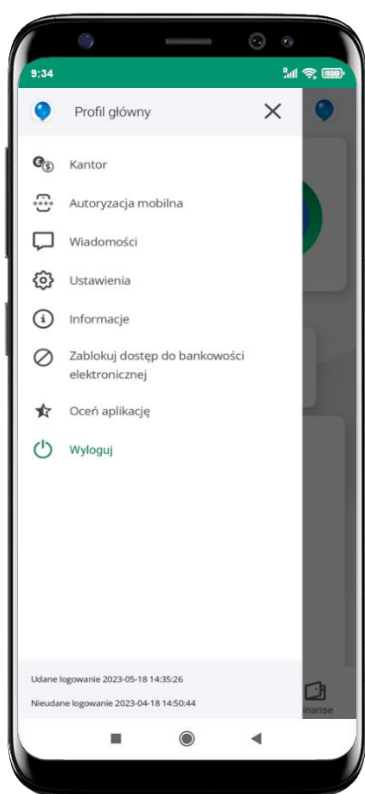 9:34
Profil główny
Kantor
Autoryzacja mobilna
Wiadomości
Ustawienia
Informacje
Zablokuj dostęp do bankowości
elektronicznej
Oceń aplikację
Wyloguj
Udane logowanie 2023-05-18 14:35:26
Nieudane logowanie 2023-04-18 14:50:44
inanse